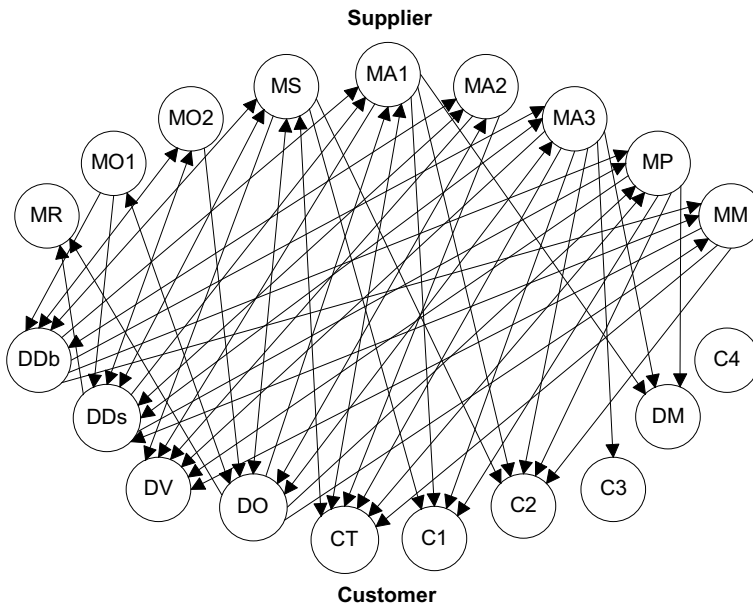 Supplier
MA1
MS
MA2
MA3
MO2
MO1
MP
MR
MM
DDb
C4
DDs
DM
DV
C3
DO
C2
CT
C1
Customer